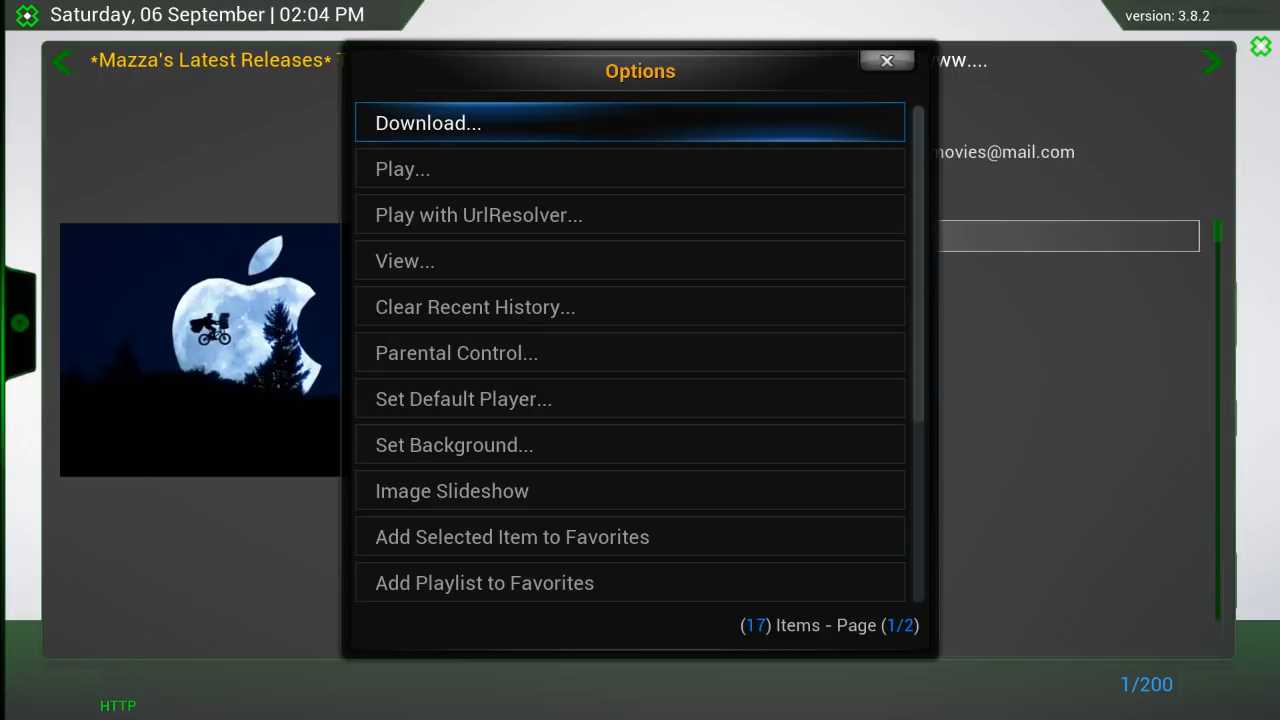 Saturday, 06 September | 02:04 PM
version: 3.8.2
*Mazza's Latest Releases*
Options
ww....
Download...
movies@mail.com
Play...
Play with UrlResolver...
View...
Clear Recent History...
Parental Control...
Set Default Player...
Set Background...
Image Slideshow
Add Selected Item to Favorites
Add Playlist to Favorites
(17) Items - Page (1/2)
1/200
HTTP